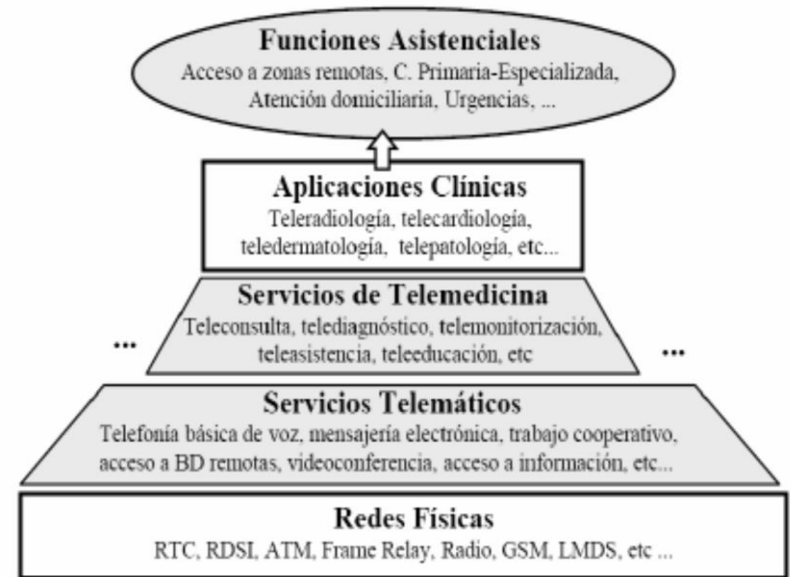 Funciones Asistenciales
Acceso a zonas remotas, C. Primaria-Especializada,
Atención domiciliaria, Urgencias, ...
Aplicaciones Clínicas
Teleradiología, telecardiología,
teledermatología, telepatología, etc...
Servicios de Telemedicina
Teleconsulta, telediagnóstico, telemonitorización,
teleasistencia, teleeducación, etc
... ...
Servicios Telemáticos
Telefonía básica de voz, mensajería electrónica, trabajo cooperativo,
acceso a BD remotas, videoconferencia, acceso a información, etc...
Redes Físicas
RTC, RDSI, ATM, Frame Relay, Radio, GSM, LMDS, etc ...